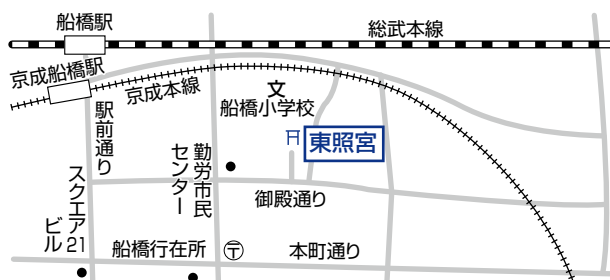 船橋駅
総武本線
京成船橋駅
京成本線
文
船橋小学校
東照宮
駅前通り
勤労市民
センター
御殿通り
スクエア21
ビル
船橋行在所
〒
本町通り